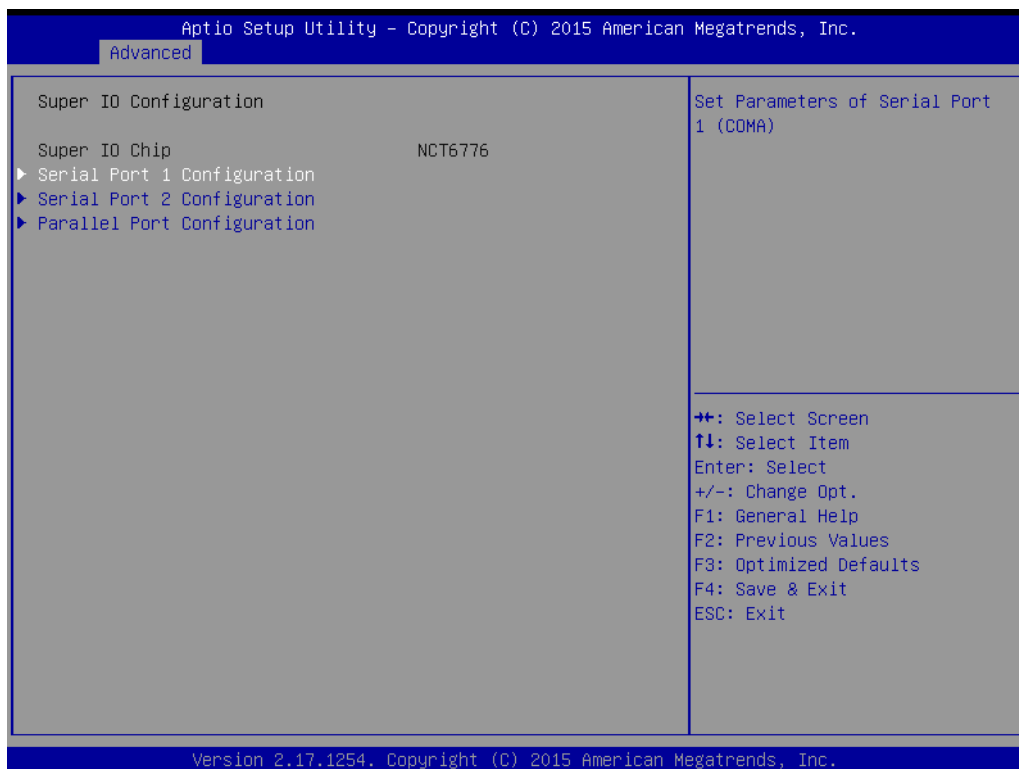 Aptio Setup Utility – Copyright (C) 2015 American Megatrends, Inc.
Advanced
Super IO Configuration
Super IO Chip NCT6776
▶ Serial Port 1 Configuration
▶ Serial Port 2 Configuration
▶ Parallel Port Configuration
Set Parameters of Serial Port
1 (COMA)
→←: Select Screen
↑↓: Select Item
Enter: Select
+/-: Change Opt.
F1: General Help
F2: Previous Values
F3: Optimized Defaults
F4: Save & Exit
ESC: Exit
Version 2.17.1254. Copyright (C) 2015 American Megatrends, Inc.